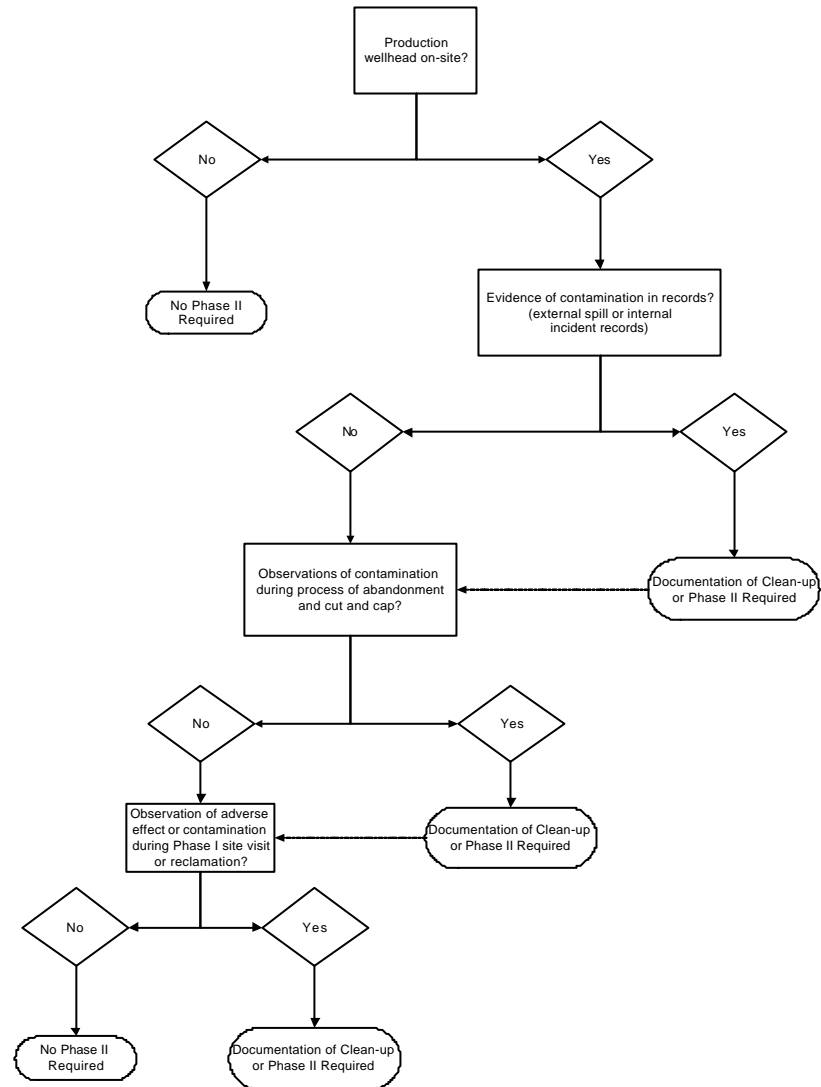 Production
wellhead on-site?
No
Yes
No Phase II
Required
Evidence of contamination in records?
(external spill or internal
incident records)
No
Yes
Observations of contamination
during process of abandonment
and cut and cap?
Documentation of Clean-up
or Phase II Required
No
Yes
Observation of adverse
effect or contamination
during Phase I site visit
or reclamation?
Documentation of Clean-up
or Phase II Required
No
Yes
No Phase II
Required
Documentation of Clean-up
or Phase II Required